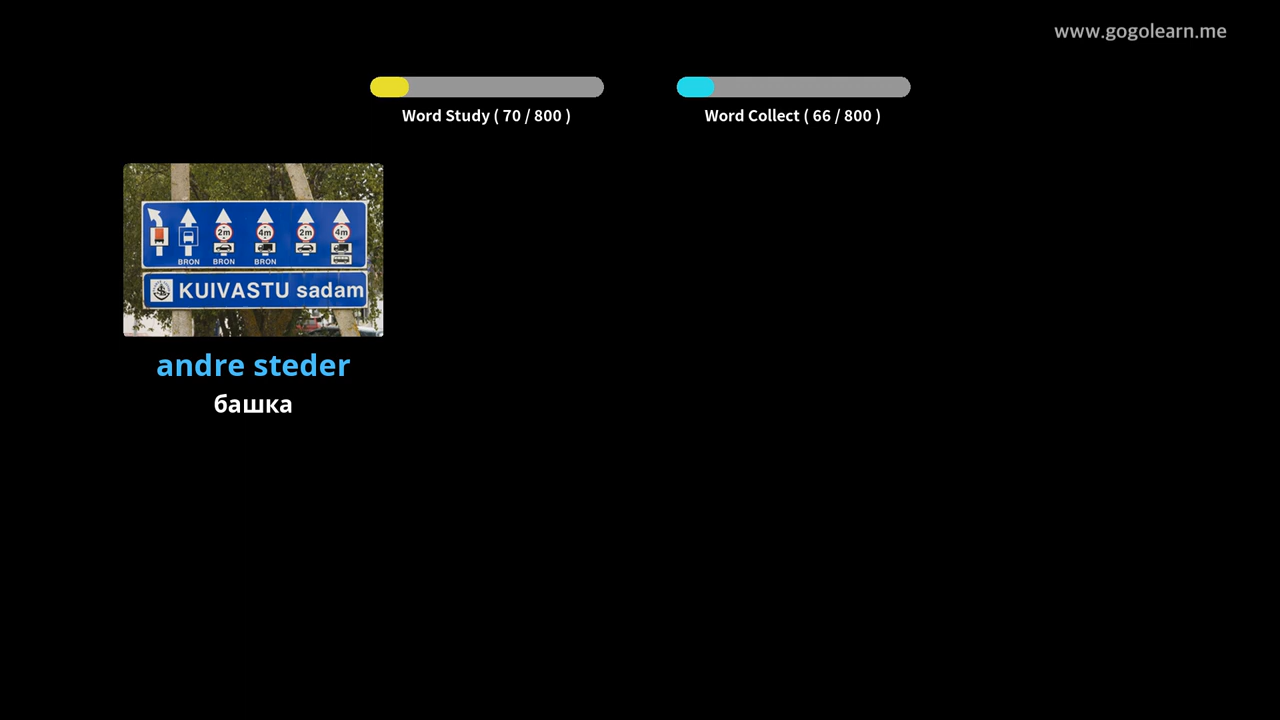 www.gogolearn.me
Word Study ( 70 / 800 )
Word Collect ( 66 / 800 )
2m 4m 2m 4m
BRON BRON BRON
KUIVASTU sadam
andre steder
башка